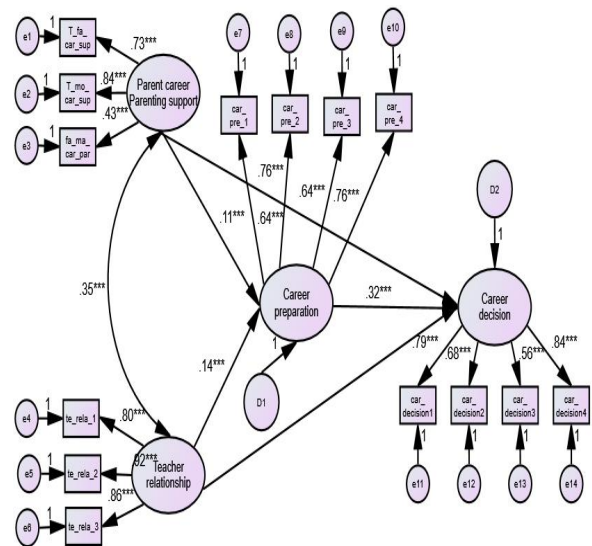 e1
1
T_fa_
car_sup
.73***
e2
1
T_mo_
car_sup
.84***
Parent career
Parenting support
e3
1
fa_ma_
car_par
.43***
e7
e8
e9
e10
1
1
1
1
car_
pre_1
car_
pre_2
car_
pre_3
car_
pre_4
.76***
.64***
.64***
.76***
.11***
.35***
D2
1
Career
preparation
.32***
Career
decision
.14***
1
D1
.79***
.68***
.56***
.84***
car_
decision1
car_
decision2
car_
decision3
car_
decision4
1
1
1
1
e11
e12
e13
e14
e4
1
te_rela_1
.80***
e5
1
te_rela_2
.92***
Teacher
relationship
e6
1
te_rela_3
.86***